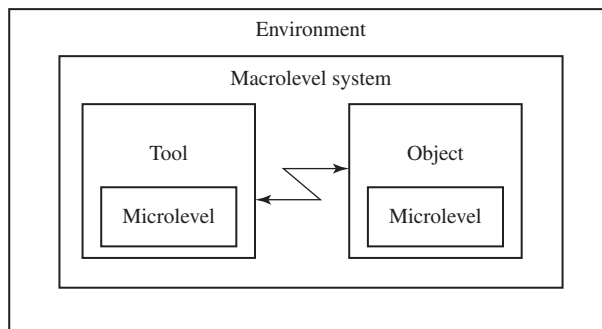 Environment
Macrolevel system
Tool
Object
Microlevel
Microlevel